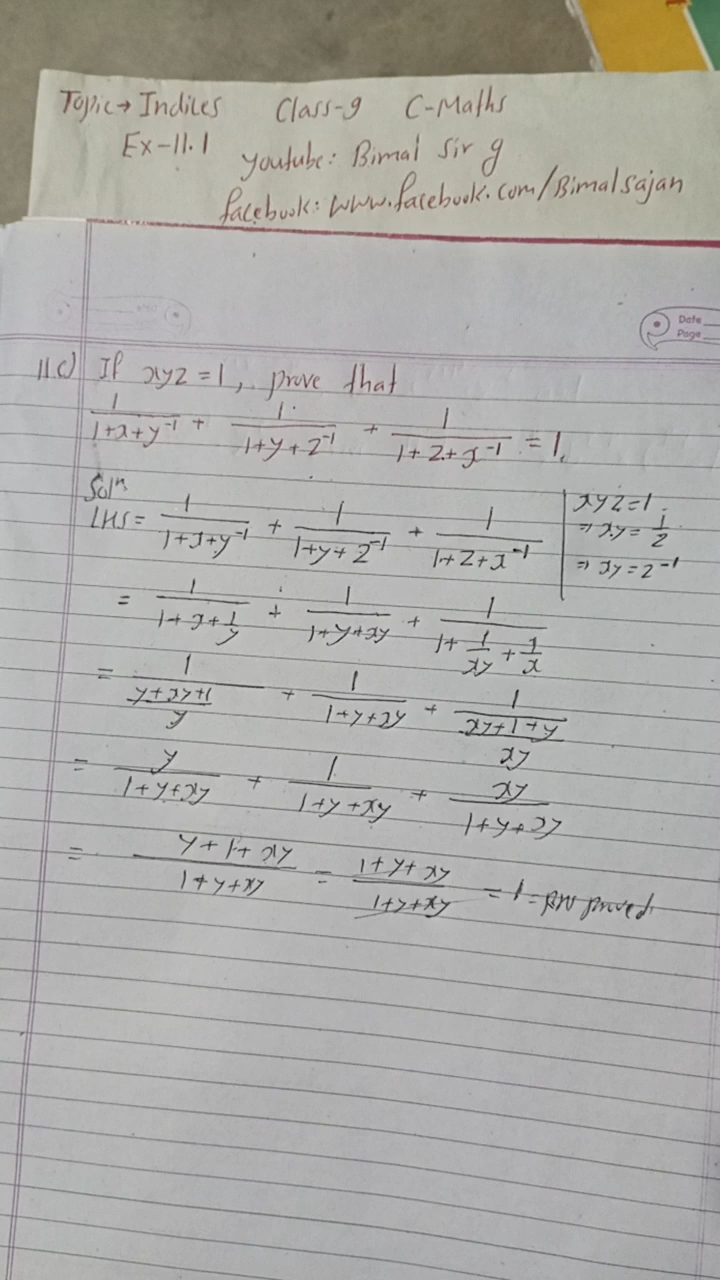 Topic → Indices Class-9 C-Maths
Ex-11.1 youtube: Bimal Sir g
facebook: www.facebook.com/Bimalsajan
Date
Page
11c) If xyz = 1, prove that
1/(1+x+y⁻¹) + 1/(1+y+z⁻¹) + 1/(1+z+x⁻¹) = 1.
Solⁿ
LHS = 1/(1+x+y⁻¹) + 1/(1+y+z⁻¹) + 1/(1+z+x⁻¹) | xyz=1
⇒ xy = 1/z
⇒ xy = z⁻¹
= 1/(1+x+1/y) + 1/(1+y+xy) + 1/(1+1/xy+1/x)
= 1/((y+xy+1)/y) + 1/(1+y+xy) + 1/((xy+1+y)/xy)
= y/(1+y+xy) + 1/(1+y+xy) + xy/(1+y+xy)
= (y+1+xy)/(1+y+xy) = (1+y+xy)/(1+y+xy) = 1 = RHS proved